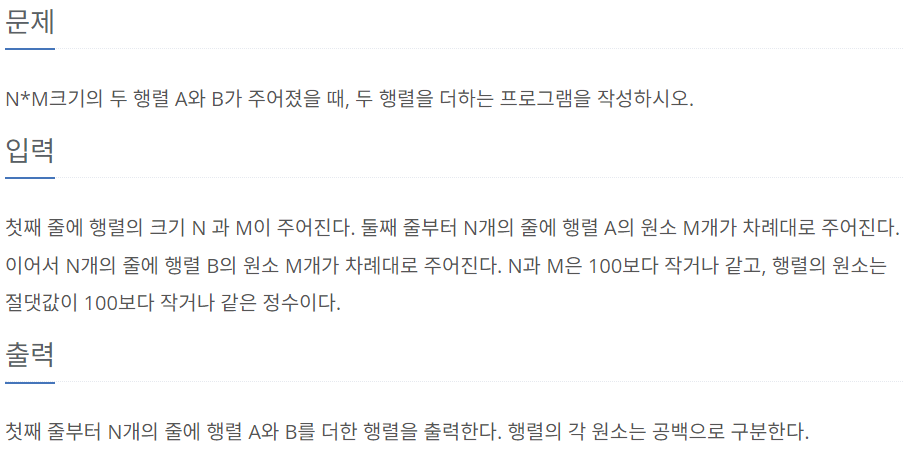 문제
N*M크기의 두 행렬 A와 B가 주어졌을 때, 두 행렬을 더하는 프로그램을 작성하시오.
입력
첫째 줄에 행렬의 크기 N 과 M이 주어진다. 둘째 줄부터 N개의 줄에 행렬 A의 원소 M개가 차례대로 주어진다.
이어서 N개의 줄에 행렬 B의 원소 M개가 차례대로 주어진다. N과 M은 100보다 작거나 같고, 행렬의 원소는
절댓값이 100보다 작거나 같은 정수이다.
출력
첫째 줄부터 N개의 줄에 행렬 A와 B를 더한 행렬을 출력한다. 행렬의 각 원소는 공백으로 구분한다.